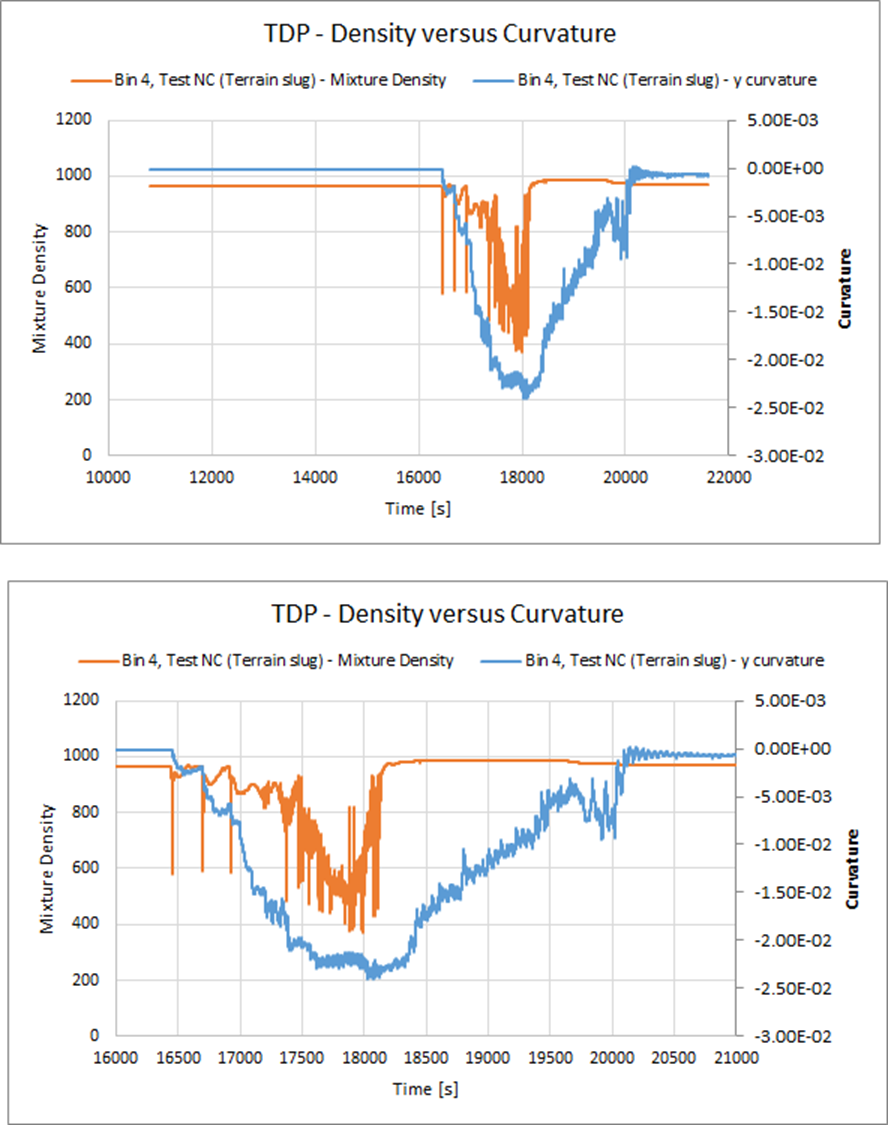 TDP - Density versus Curvature
Bin 4, Test NC (Terrain slug) - Mixture Density Bin 4, Test NC (Terrain slug) - y curvature
1200 5.00E-03
1000 0.00E+00
800 -5.00E-03
600 -1.00E-02
400 -1.50E-02
200 -2.00E-02
0 -2.50E-02
-3.00E-02
Mixture Density
Curvature
10000 12000 14000 16000 18000 20000 22000
Time [s]
TDP - Density versus Curvature
Bin 4, Test NC (Terrain slug) - Mixture Density Bin 4, Test NC (Terrain slug) - y curvature
1200 5.00E-03
1000 0.00E+00
800 -5.00E-03
600 -1.00E-02
400 -1.50E-02
200 -2.00E-02
0 -2.50E-02
-3.00E-02
Mixture Density
Curvature
16000 16500 17000 17500 18000 18500 19000 19500 20000 20500 21000
Time [s]